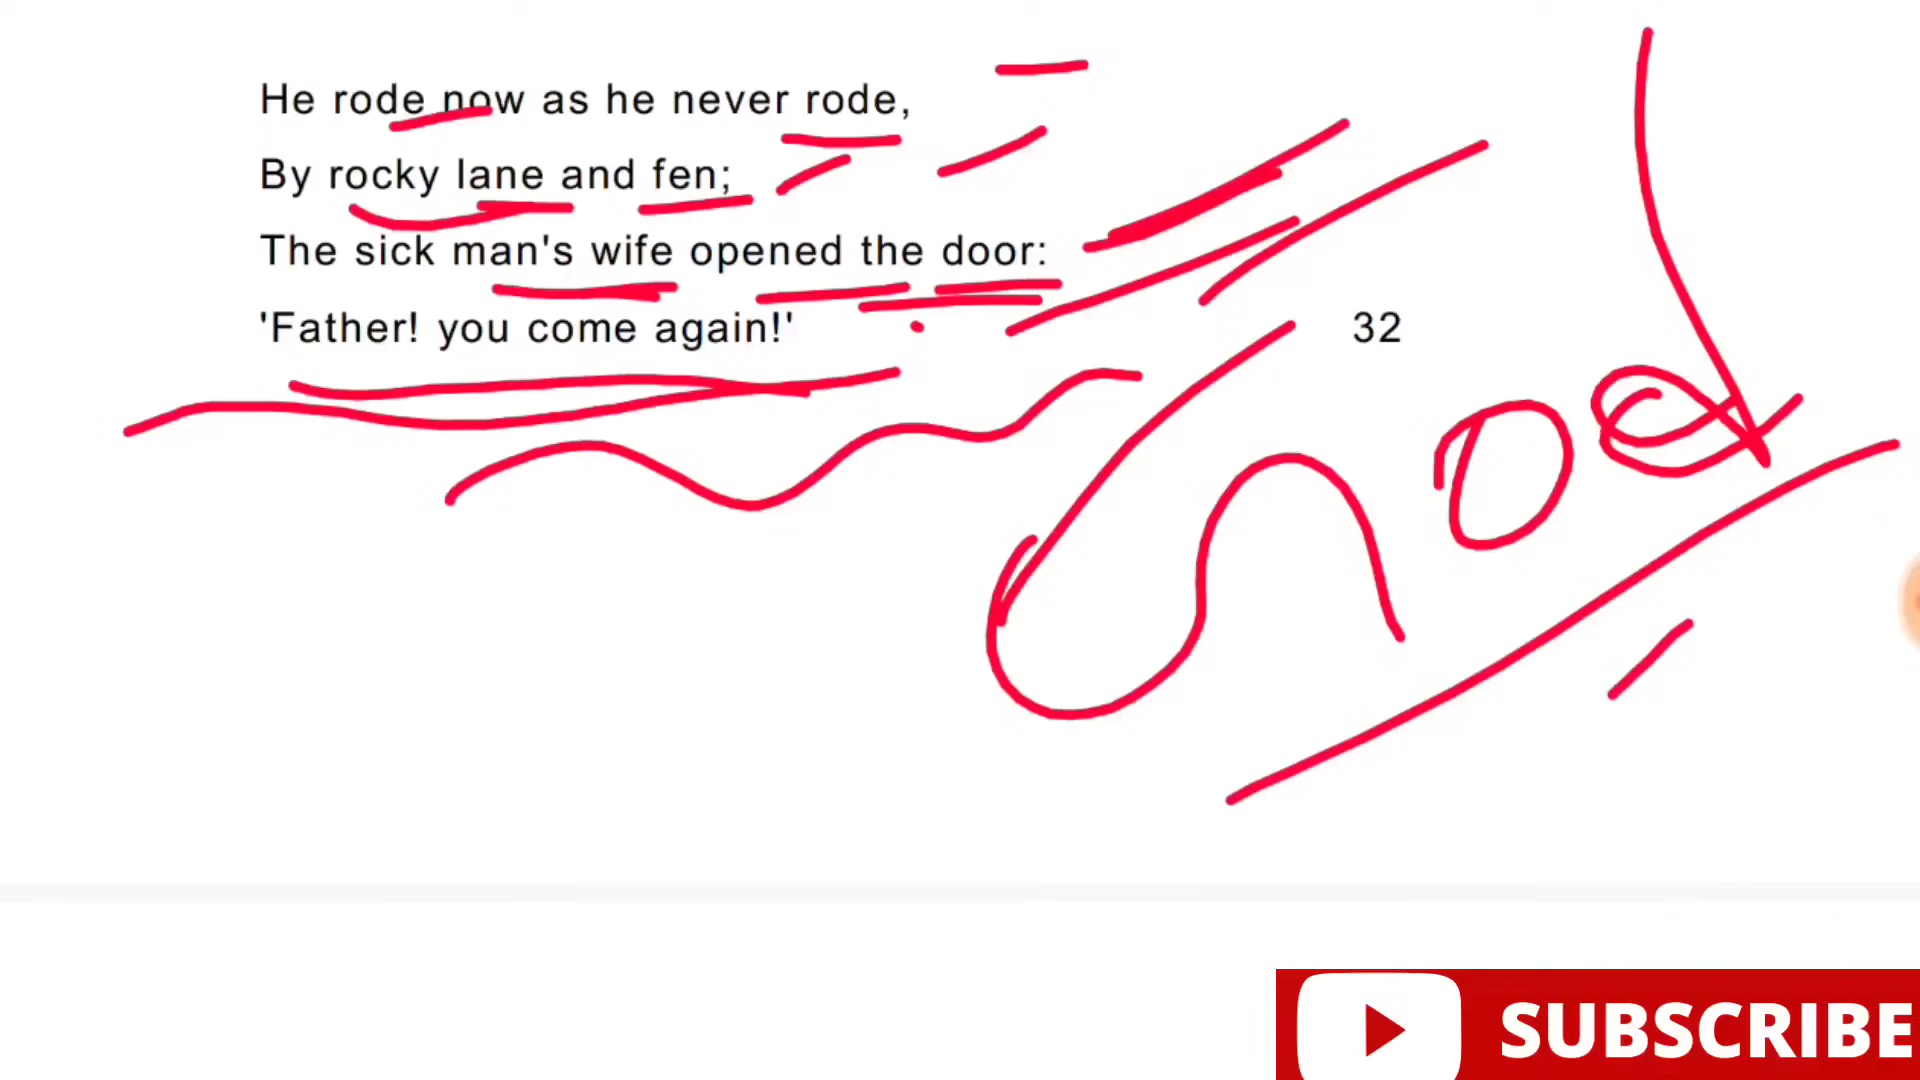 He rode now as he never rode,
By rocky lane and fen;
The sick man's wife opened the door:
'Father! you come again!' 32
SUBSCRIBE